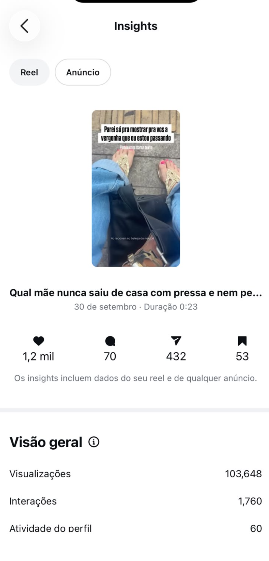 Insights
Reel
Anúncio
Parei só pra mostrar pra vos a
vergonha que eu estou passando
Qual mãe nunca saiu de casa com pressa e nem pe...
30 de setembro · Duração 0:23
1,2 mil
70
432
53
Os insights incluem dados do seu reel e de qualquer anúncio.
Visão geral
Visualizações
103,648
Interações
1,760
Atividade do perfil
60